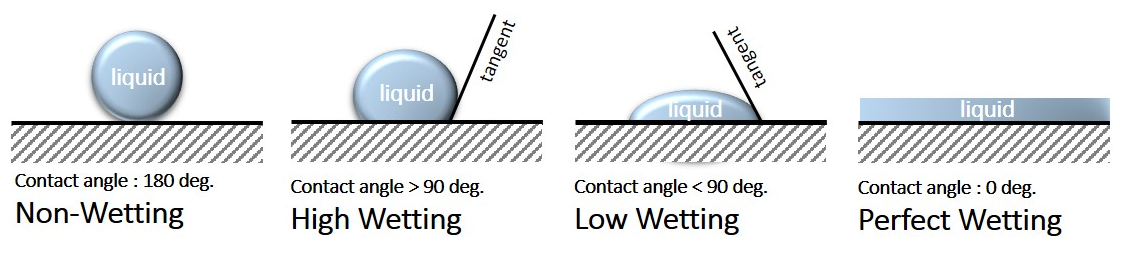 liquid
Contact angle : 180 deg.
Non-Wetting
liquid
tangent
Contact angle > 90 deg.
High Wetting
liquid
tangent
Contact angle < 90 deg.
Low Wetting
liquid
Contact angle : 0 deg.
Perfect Wetting